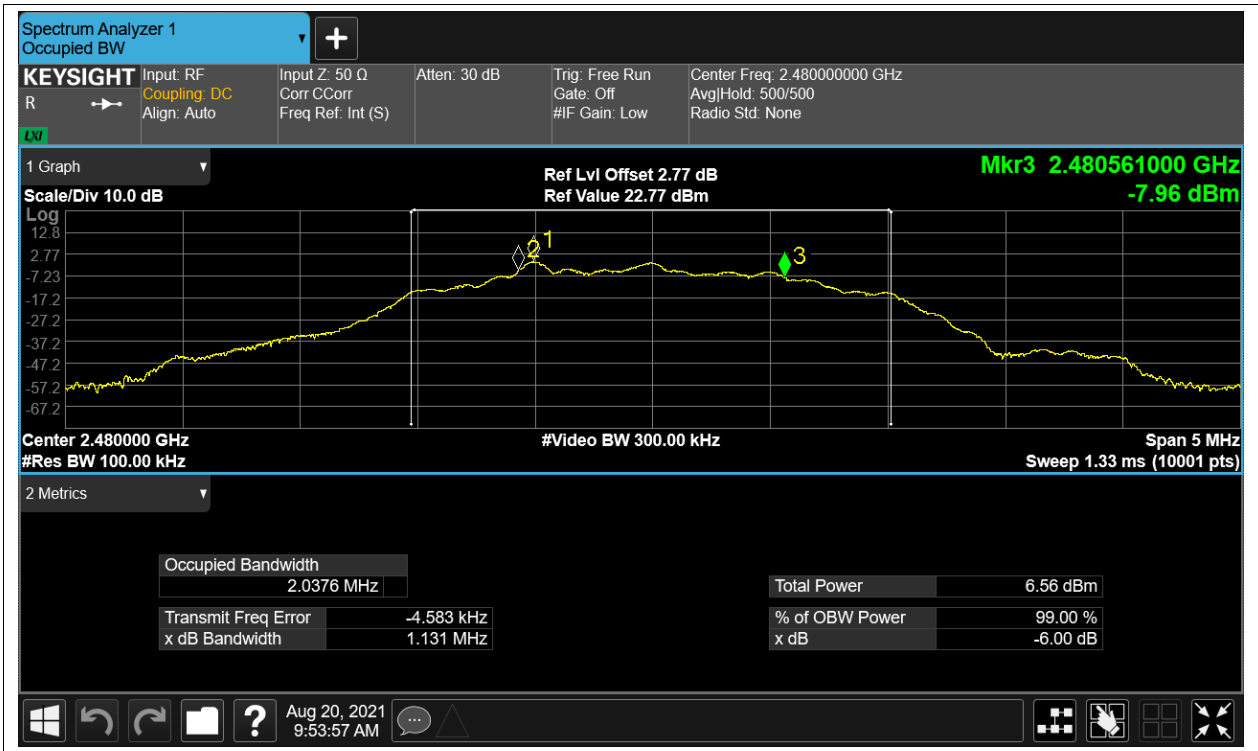 Spectrum Analyzer 1
Occupied BW
+
KEYSIGHT
R
LXI
Input: RF
Coupling: DC
Align: Auto
Input Z: 50 Ω
Corr CCorr
Freq Ref: Int (S)
Atten: 30 dB
Trig: Free Run
Gate: Off
#IF Gain: Low
Center Freq: 2.480000000 GHz
Avg|Hold: 500/500
Radio Std: None
1 Graph
Scale/Div 10.0 dB
Ref Lvl Offset 2.77 dB
Ref Value 22.77 dBm
Mkr3 2.480561000 GHz
-7.96 dBm
Log
12.8
2.77
-7.23
-17.2
-27.2
-37.2
-47.2
-57.2
-67.2
2 1
3
Center 2.480000 GHz
#Res BW 100.00 kHz
#Video BW 300.00 kHz
Span 5 MHz
Sweep 1.33 ms (10001 pts)
2 Metrics
Occupied Bandwidth
2.0376 MHz
Transmit Freq Error -4.583 kHz
x dB Bandwidth 1.131 MHz
Total Power 6.56 dBm
% of OBW Power 99.00 %
x dB -6.00 dB
?
Aug 20, 2021
9:53:57 AM